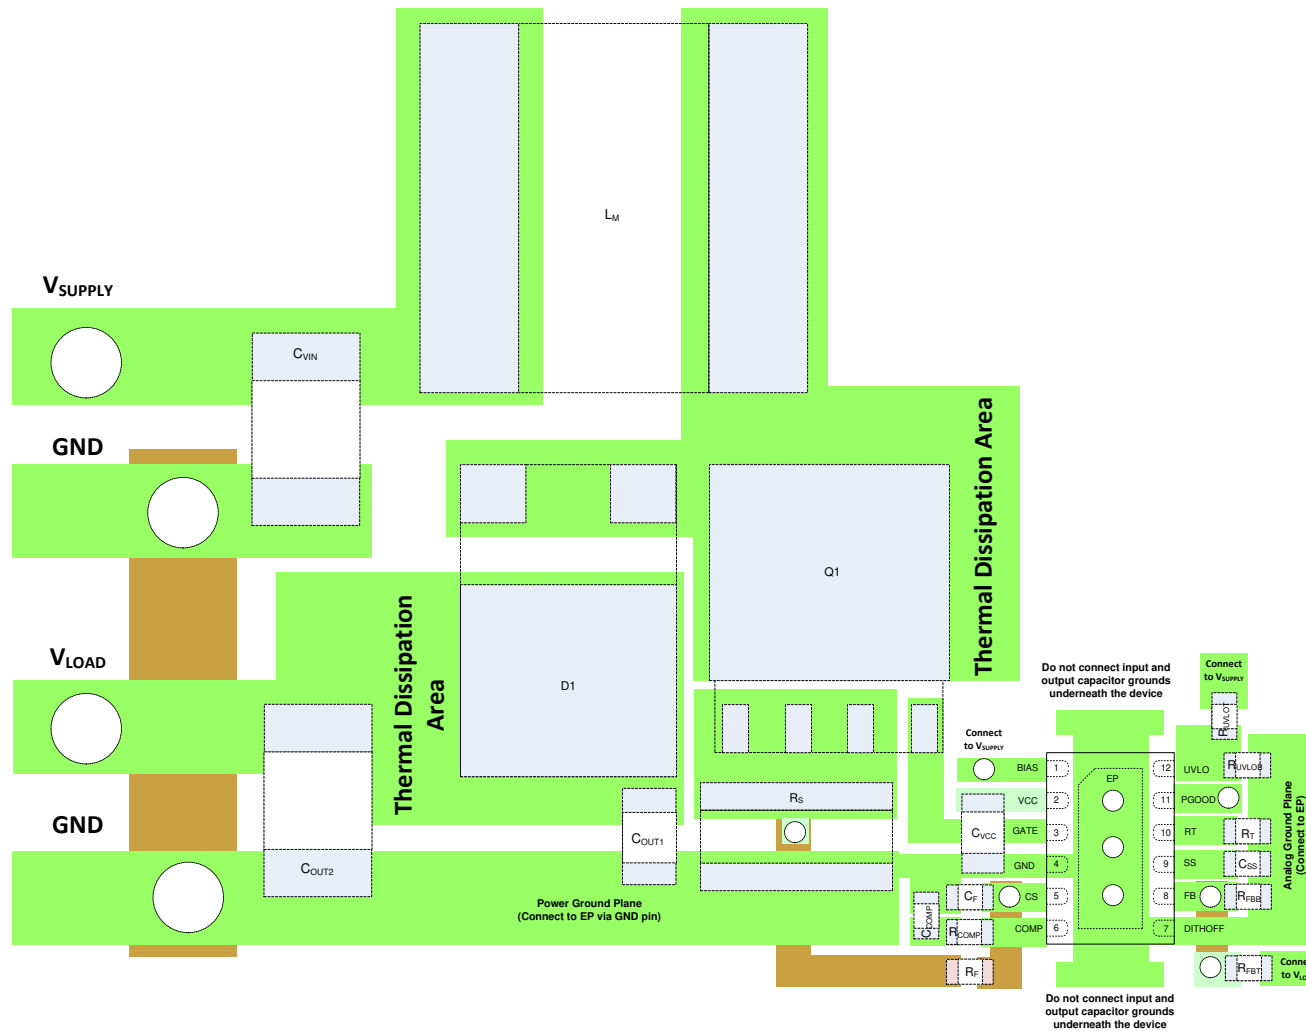 LM
VSUPPLY
CVIN
GND
Thermal Dissipation Area
Q1
VLOAD
Thermal Dissipation
Area
D1
Do not connect input and
output capacitor grounds
underneath the device
Connect
to VSUPPLY
RUVLOT
Connect
to VSUPPLY
BIAS
1
EP
12
UVLO
RUVLOB
VCC
2
11
PGOOD
RS
GND
COUT1
CVCC
GATE
3
10
RT
RT
GND
4
9
SS
CSS
Analog Ground Plane
(Connect to EP)
COUT2
Power Ground Plane
(Connect to EP via GND pin)
CF
CS
5
8
FB
RFBB
CCOMP
RCOMP
COMP
6
7
DITHOFF
RF
RFBT
Conne
to VLO
Do not connect input and
output capacitor grounds
underneath the device